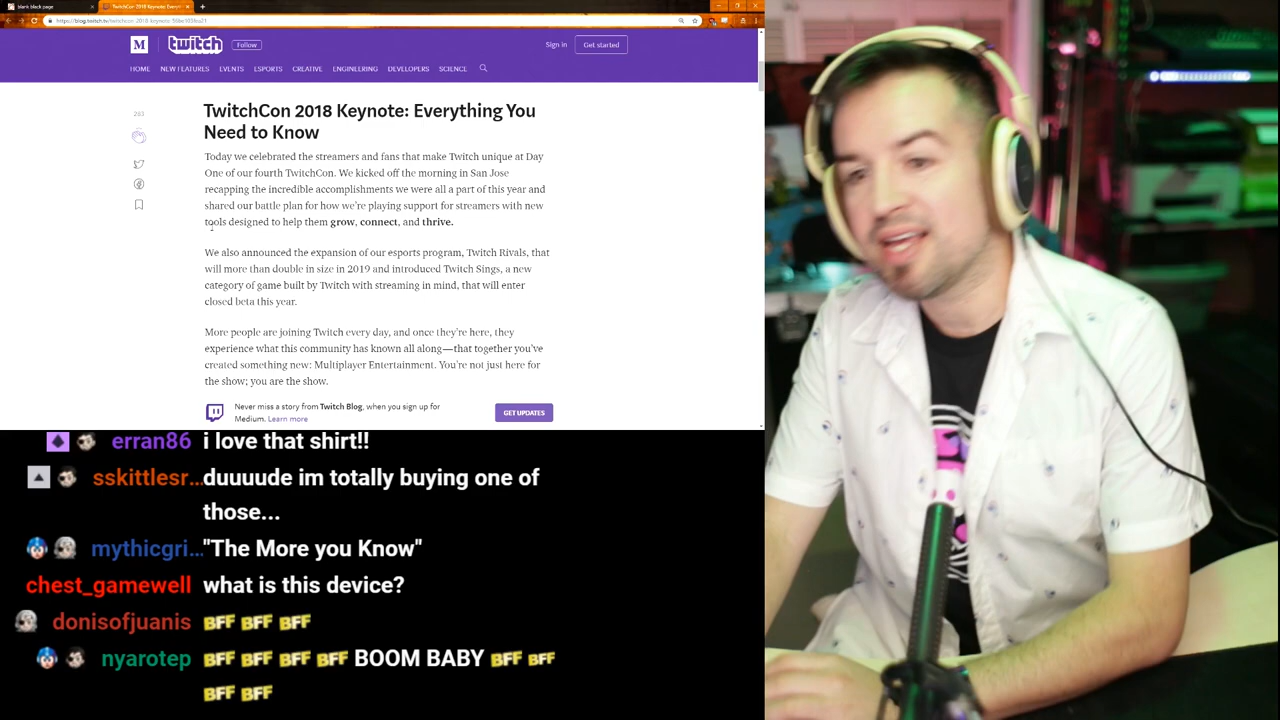 blank black page
TwitchCon 2018 Keynote: Everyt
M
twitch
Follow
Sign in
Get started
HOME NEW FEATURES EVENTS ESPORTS CREATIVE ENGINEERING DEVELOPERS SCIENCE
283
TwitchCon 2018 Keynote: Everything You
Need to Know
Today we celebrated the streamers and fans that make Twitch unique at Day
One of our fourth TwitchCon. We kicked off the morning in San Jose
recapping the incredible accomplishments we were all a part of this year and
shared our battle plan for how we're playing support for streamers with new
tools designed to help them grow, connect, and thrive.
We also announced the expansion of our esports program, Twitch Rivals, that
will more than double in size in 2019 and introduced Twitch Sings, a new
category of game built by Twitch with streaming in mind, that will enter
closed beta this year.
More people are joining Twitch every day, and once they're here, they
experience what this community has known all along—that together you've
created something new: Multiplayer Entertainment. You're not just here for
the show; you are the show.
Never miss a story from Twitch Blog, when you sign up for
Medium. Learn more
GET UPDATES
erran86 i love that shirt!!
sskittlesr... duuuude im totally buying one of
those...
mythicgri... "The More you Know"
chest_gamewell what is this device?
donisofjuanis BFF BFF BFF
nyarotep BFF BFF BFF BFF BOOM BABY BFF BFF
BFF BFF